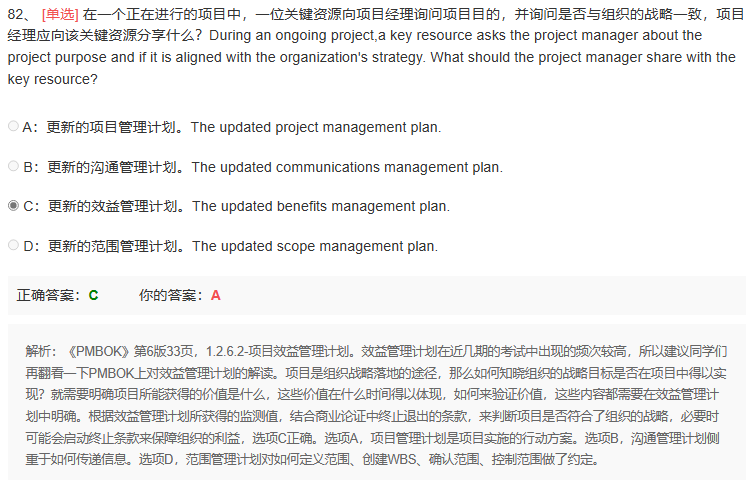 82、 [单选] 在一个正在进行的项目中，一位关键资源向项目经理询问项目目的，并询问是否与组织的战略一致，项目
经理应向该关键资源分享什么？During an ongoing project,a key resource asks the project manager about the
project purpose and if it is aligned with the organization's strategy. What should the project manager share with the
key resource?
A：更新的项目管理计划。The updated project management plan.
B：更新的沟通管理计划。The updated communications management plan.
C：更新的效益管理计划。The updated benefits management plan.
D：更新的范围管理计划。The updated scope management plan.
正确答案：C 你的答案：A
解析：《PMBOK》第6版33页，1.2.6.2-项目效益管理计划。效益管理计划在近几期的考试中出现的频次较高，所以建议同学们
再翻看一下PMBOK上对效益管理计划的解读。项目是组织战略落地的途径，那么如何知晓组织的战略目标是否在项目中得以实
现？就需要明确项目所能获得的价值是什么，这些价值在什么时间得以体现，如何来验证价值，这些内容都需要在效益管理计
划中明确。根据效益管理计划所获得的监测值，结合商业论证中终止退出的条款，来判断项目是否符合了组织的战略，必要时
可能会启动终止条款来保障组织的利益，选项C正确。选项A，项目管理计划是项目实施的行动方案。选项B，沟通管理计划侧
重于如何传递信息。选项D，范围管理计划对如何定义范围、创建WBS、确认范围、控制范围做了约定。